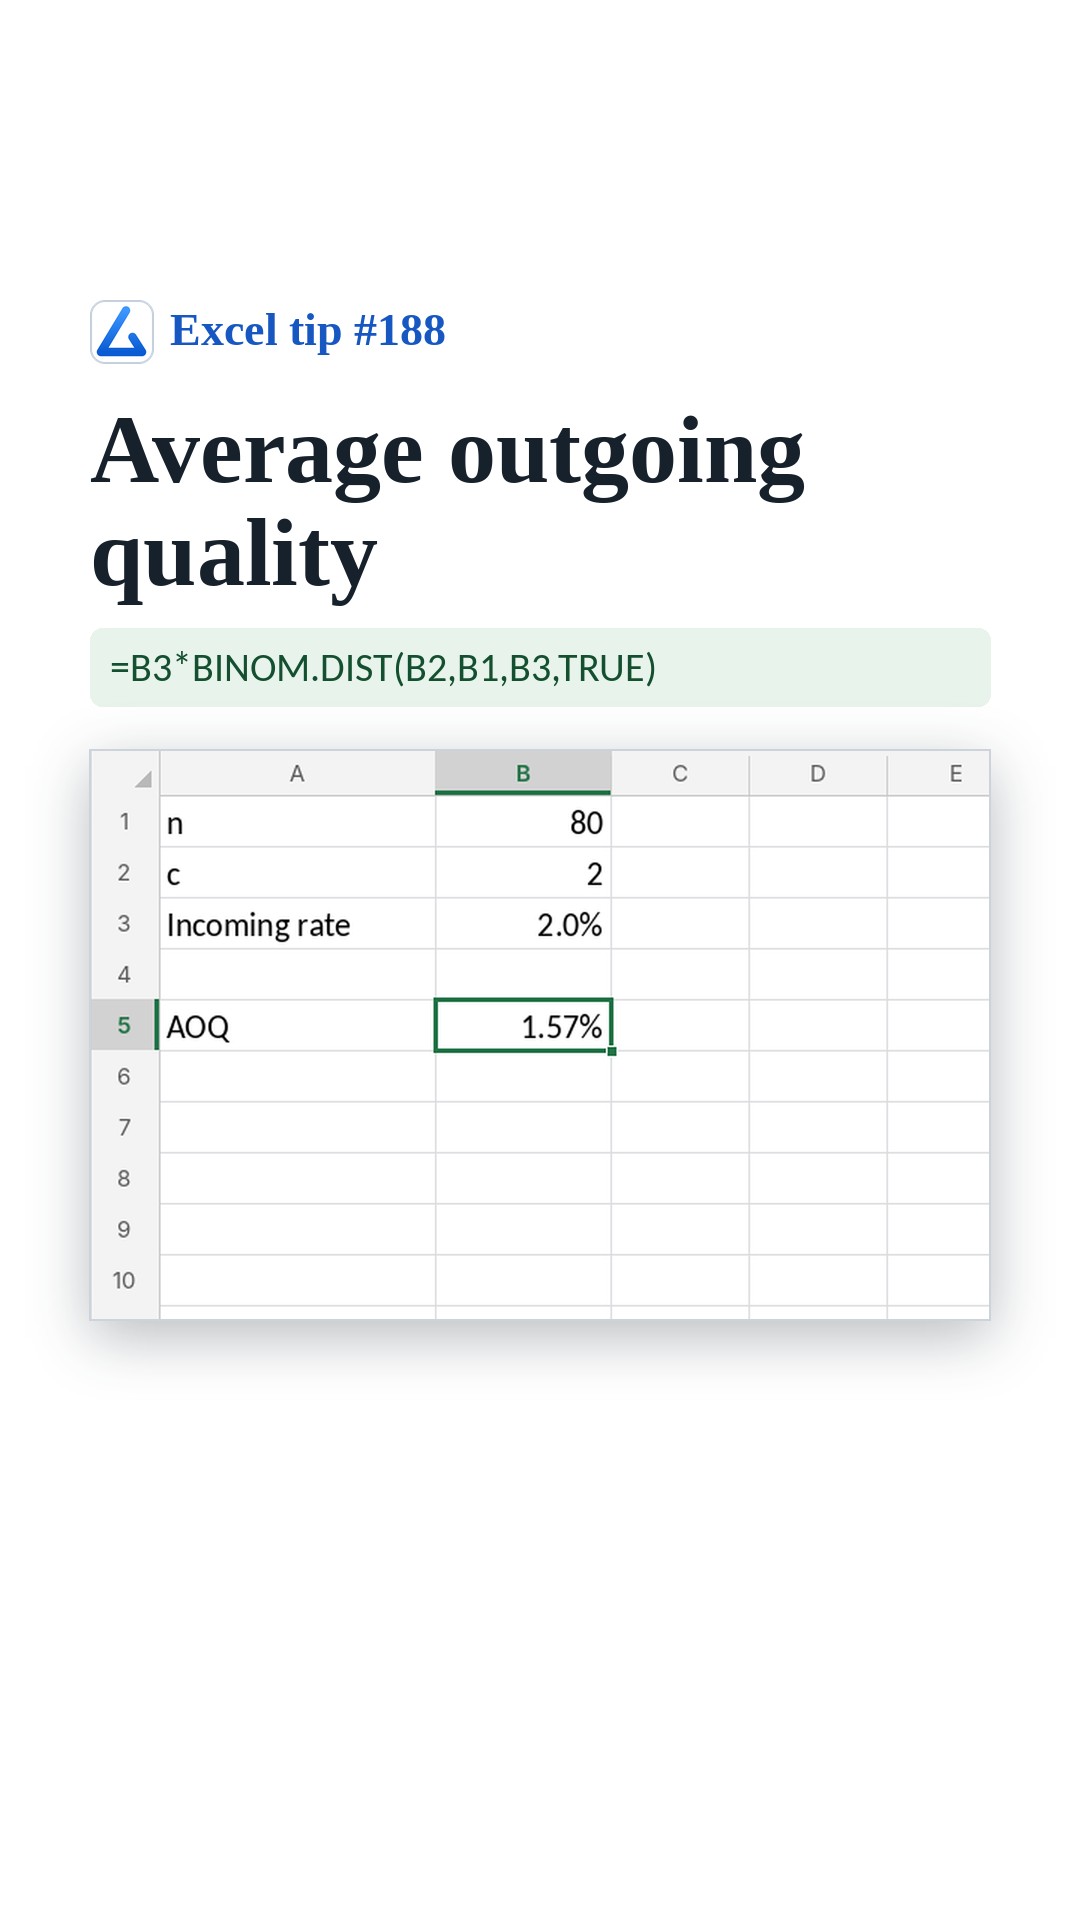 Excel tip #188
Average outgoing
quality
=B3*BINOM.DIST(B2,B1,B3,TRUE)
A B C D E
1 n 80
2 c 2
3 Incoming rate 2.0%
4
5 AOQ 1.57%
6
7
8
9
10